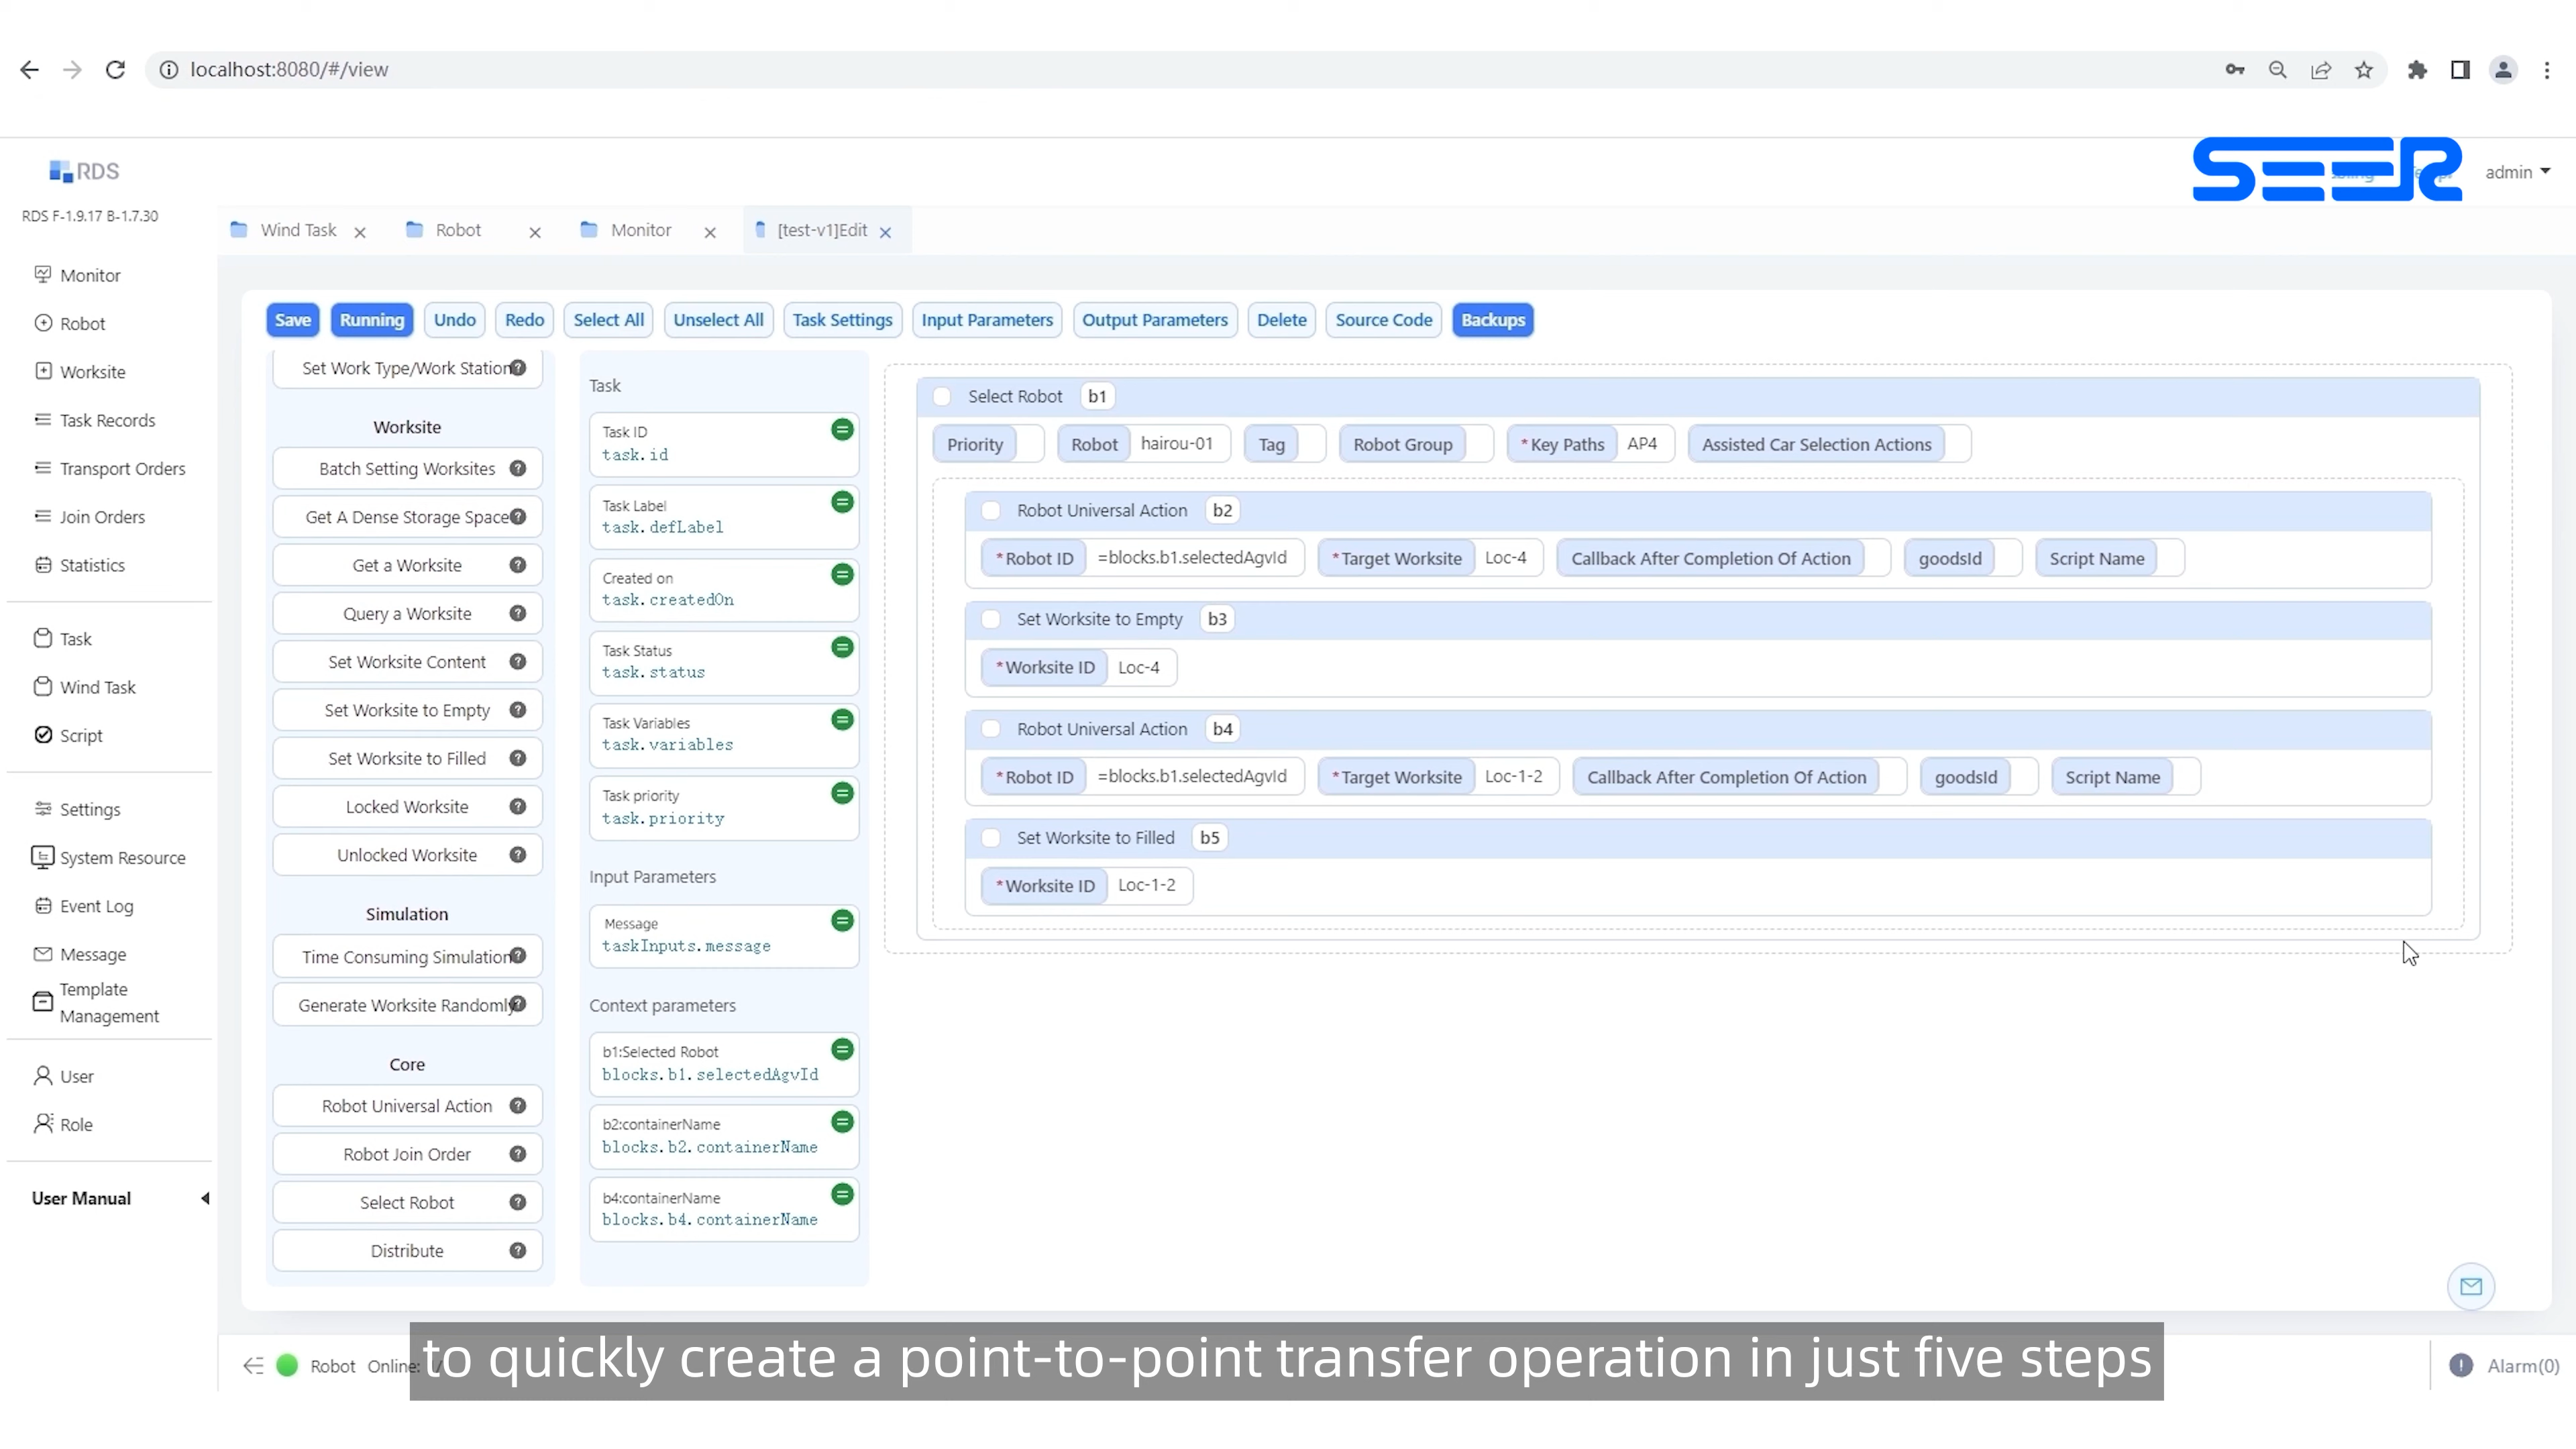 localhost:8080/#/view
RDS
SEER
admin
RDS F-1.9.17 B-1.7.30
Wind Task
Robot
Monitor
[test-v1]Edit
Monitor
Robot
Worksite
Task Records
Transport Orders
Join Orders
Statistics
Task
Wind Task
Script
Settings
System Resource
Event Log
Message
Template
Management
User
Role
User Manual
Save Running Undo Redo Select All Unselect All Task Settings Input Parameters Output Parameters Delete Source Code Backups
Set Work Type/Work Station
Worksite
Batch Setting Worksites
Get A Dense Storage Space
Get a Worksite
Query a Worksite
Set Worksite Content
Set Worksite to Empty
Set Worksite to Filled
Locked Worksite
Unlocked Worksite
Simulation
Time Consuming Simulation
Generate Worksite Randomly
Core
Robot Universal Action
Robot Join Order
Select Robot
Distribute
Task
Task ID
task.id
Task Label
task.defLabel
Created on
task.createdOn
Task Status
task.status
Task Variables
task.variables
Task priority
task.priority
Input Parameters
Message
taskInputs.message
Context parameters
b1:Selected Robot
blocks.b1.selectedAgvId
b2:containerName
blocks.b2.containerName
b4:containerName
blocks.b4.containerName
Select Robot b1
Priority Robot hairou-01 Tag Robot Group *Key Paths AP4 Assisted Car Selection Actions
Robot Universal Action b2
*Robot ID =blocks.b1.selectedAgvId *Target Worksite Loc-4 Callback After Completion Of Action goodsId Script Name
Set Worksite to Empty b3
*Worksite ID Loc-4
Robot Universal Action b4
*Robot ID =blocks.b1.selectedAgvId *Target Worksite Loc-1-2 Callback After Completion Of Action goodsId Script Name
Set Worksite to Filled b5
*Worksite ID Loc-1-2
Robot Online:
Alarm(0)
to quickly create a point-to-point transfer operation in just five steps